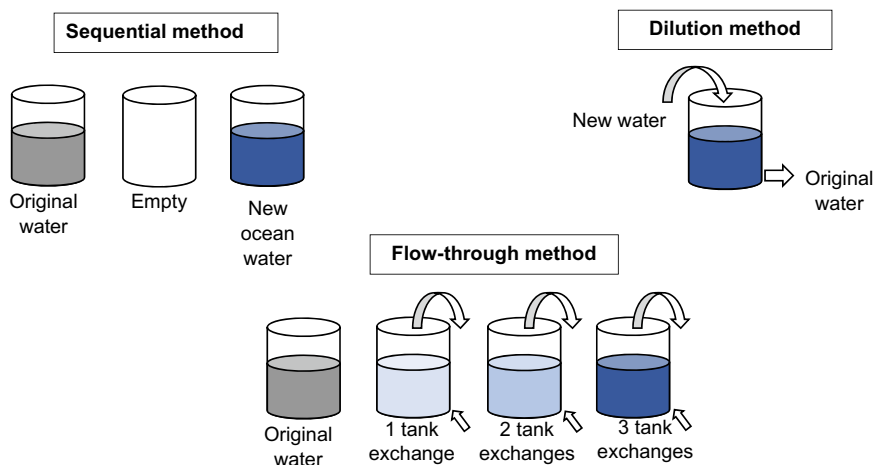 Sequential method
Original
water
Empty
New
ocean
water
Dilution method
New water
Original
water
Flow-through method
Original
water
1 tank
exchange
2 tank
exchanges
3 tank
exchanges